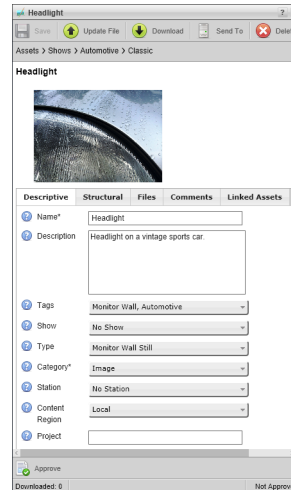 Headlight ?
Save Update File Download Send To
Assets > Shows > Automotive > Classic
Headlight
Descriptive Structural Files Comments Linked Assets
? Name* Headlight
? Description Headlight on a vintage sports car.
? Tags Monitor Wall, Automotive
? Show No Show
? Type Monitor Wall Still
? Category* Image
? Station No Station
? Content Local
Region
? Project
Approve
Downloaded: 0 Not Approv